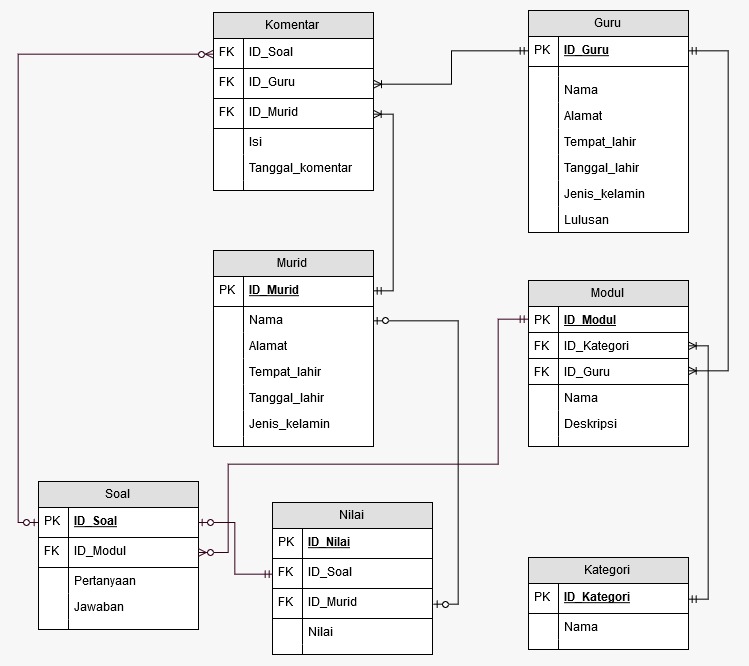 Komentar
FK ID_Soal
FK ID_Guru
FK ID_Murid
Isi
Tanggal_komentar
Guru
PK ID_Guru
Nama
Alamat
Tempat_lahir
Tanggal_lahir
Jenis_kelamin
Lulusan
Murid
PK ID_Murid
Nama
Alamat
Tempat_lahir
Tanggal_lahir
Jenis_kelamin
Modul
PK ID_Modul
FK ID_Kategori
FK ID_Guru
Nama
Deskripsi
Soal
PK ID_Soal
FK ID_Modul
Pertanyaan
Jawaban
Nilai
PK ID_Nilai
FK ID_Soal
FK ID_Murid
Nilai
Kategori
PK ID_Kategori
Nama